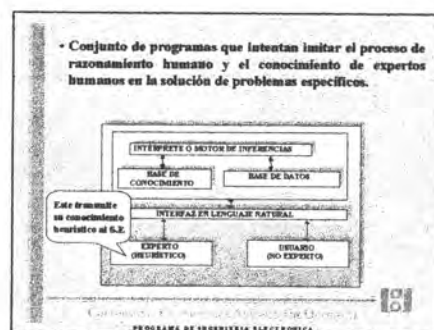 • Conjunto de programas que intentan imitar el proceso de
razonamiento humano y el conocimiento de expertos
humanos en la solución de problemas específicos.
INTERPRETE O MOTOR DE INFERENCIAS
BASE DE
CONOCIMIENTO
BASE DE DATOS
Este transmite
su conocimiento
heurístico al S.E.
INTERFAZ EN LENGUAJE NATURAL
EXPERTO
(HEURÍSTICO)
USUARIO
(NO EXPERTO)
PROGRAMA DE INGENIERIA ELECTRONICA